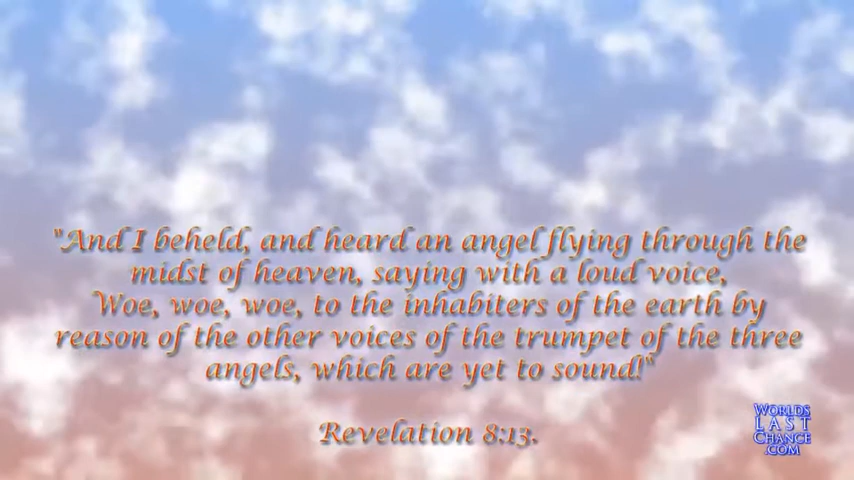 "And I beheld, and heard an angel flying through the
midst of heaven, saying with a loud voice,
Woe, woe, woe, to the inhabiters of the earth by
reason of the other voices of the trumpet of the three
angels, which are yet to sound!"
Revelation 8:13.
WORLDS
LAST
CHANCE
.COM